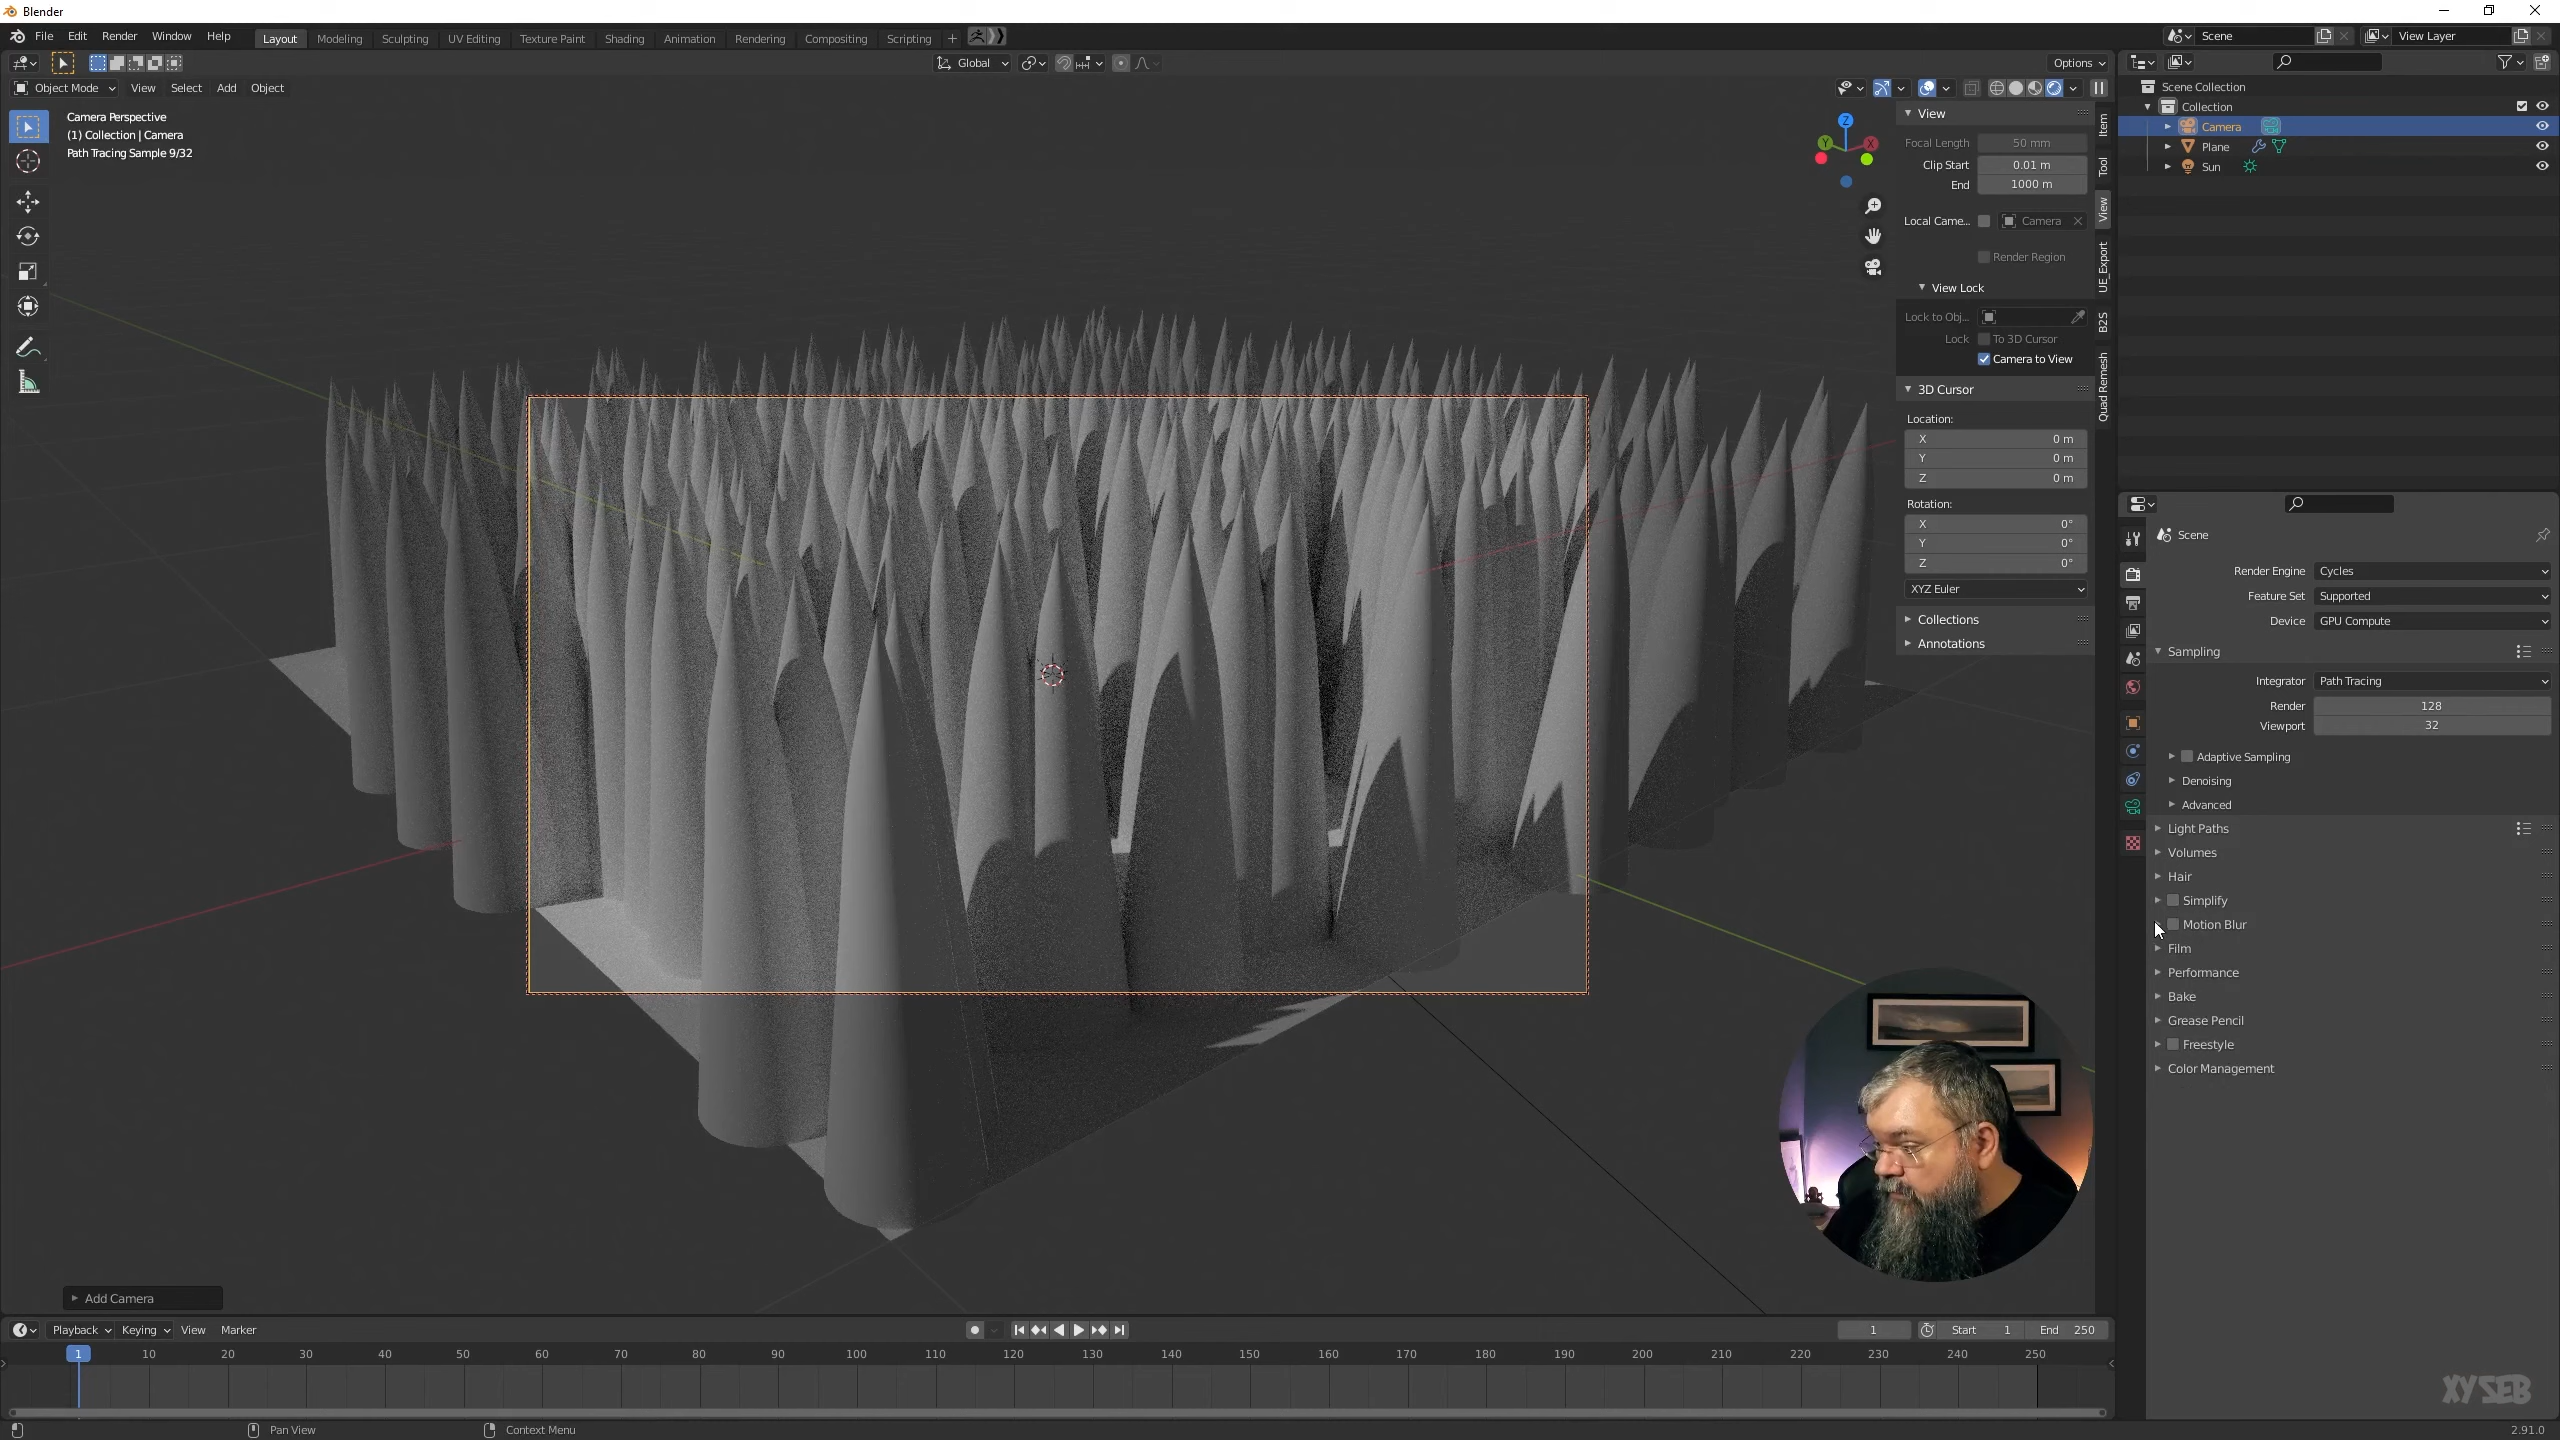 Blender
File Edit Render Window Help
Layout Modeling Sculpting UV Editing Texture Paint Shading Animation Rendering Compositing Scripting +
Scene
View Layer
Global
Options
Object Mode View Select Add Object
Camera Perspective
(1) Collection | Camera
Path Tracing Sample 9/32
Z
Y
X
View
Focal Length 50 mm
Clip Start 0.01 m
End 1000 m
Local Came... Camera
Render Region
View Lock
Lock to Obj...
Lock To 3D Cursor
Camera to View
3D Cursor
Location:
X 0 m
Y 0 m
Z 0 m
Rotation:
X 0°
Y 0°
Z 0°
XYZ Euler
Collections
Annotations
Item
Tool
View
UE_Export
B2S
Quad Remesh
Scene Collection
Collection
Camera
Plane
Sun
Scene
Render Engine Cycles
Feature Set Supported
Device GPU Compute
Sampling
Integrator Path Tracing
Render 128
Viewport 32
Adaptive Sampling
Denoising
Advanced
Light Paths
Volumes
Hair
Simplify
Motion Blur
Film
Performance
Bake
Grease Pencil
Freestyle
Color Management
Add Camera
Playback Keying View Marker
1 Start 1 End 250
1 10 20 30 40 50 60 70 80 90 100 110 120 130 140 150 160 170 180 190 200 210 220 230 240 250
XYSEB
Pan View Context Menu
2.91.0